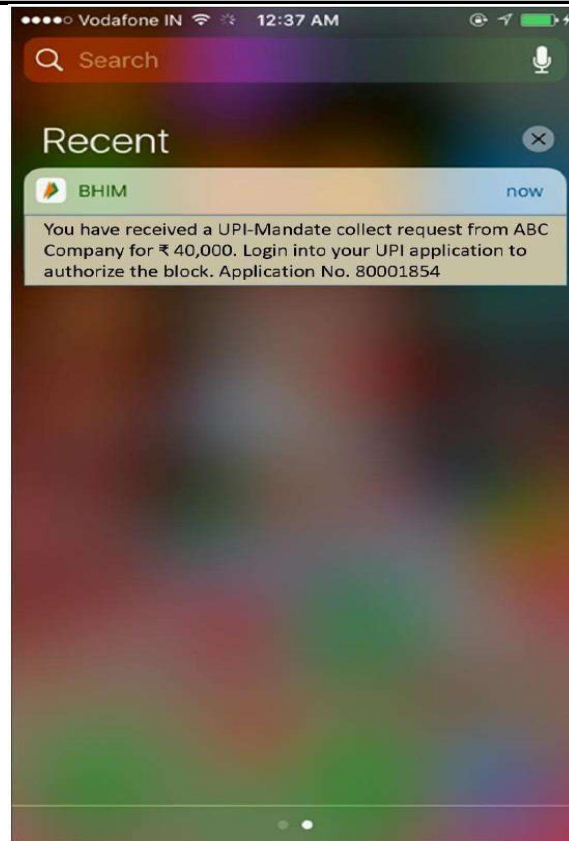 Vodafone IN 12:37 AM
Search
Recent
BHIM now
You have received a UPI-Mandate collect request from ABC
Company for ₹ 40,000. Login into your UPI application to
authorize the block. Application No. 80001854